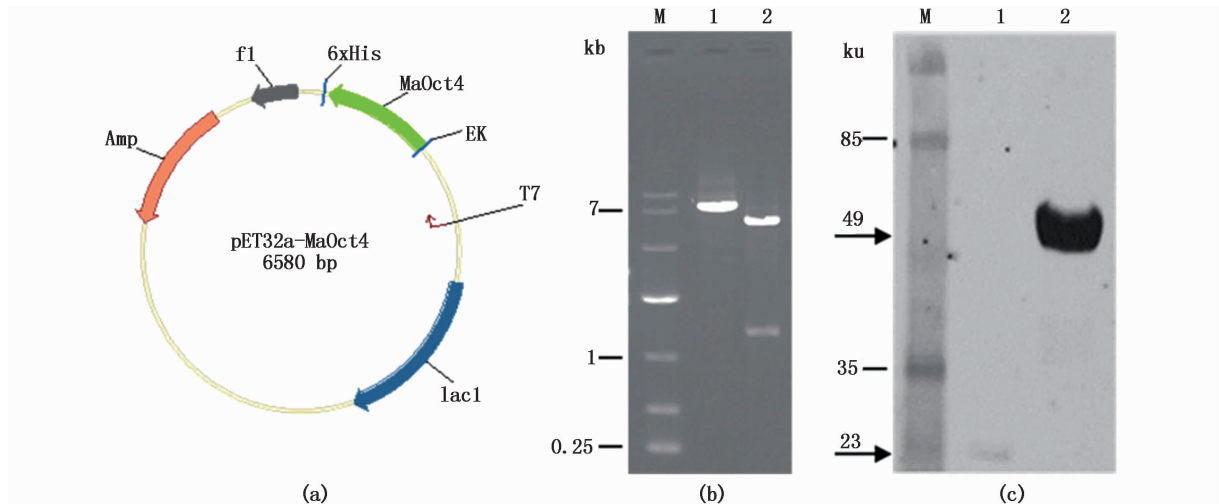 f1
6xHis
MaOct4
Amp
EK
T7
pET32a-MaOct4
6580 bp
lac1
(a)
M 1 2
kb
7
1
0.25
(b)
M 1 2
ku
85
49
35
23
(c)